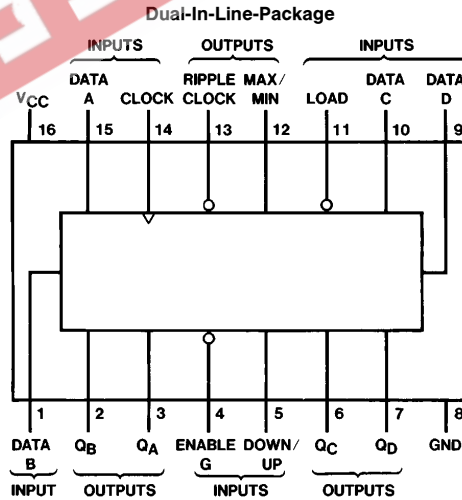 Dual-In-Line-Package
INPUTS OUTPUTS INPUTS
DATA RIPPLE MAX/ DATA DATA
VCC A CLOCK CLOCK MIN LOAD C D
16 15 14 13 12 11 10 9
1 2 3 4 5 6 7 8
DATA QB QA ENABLE DOWN/ QC QD GND
B G UP
INPUT OUTPUTS INPUTS OUTPUTS